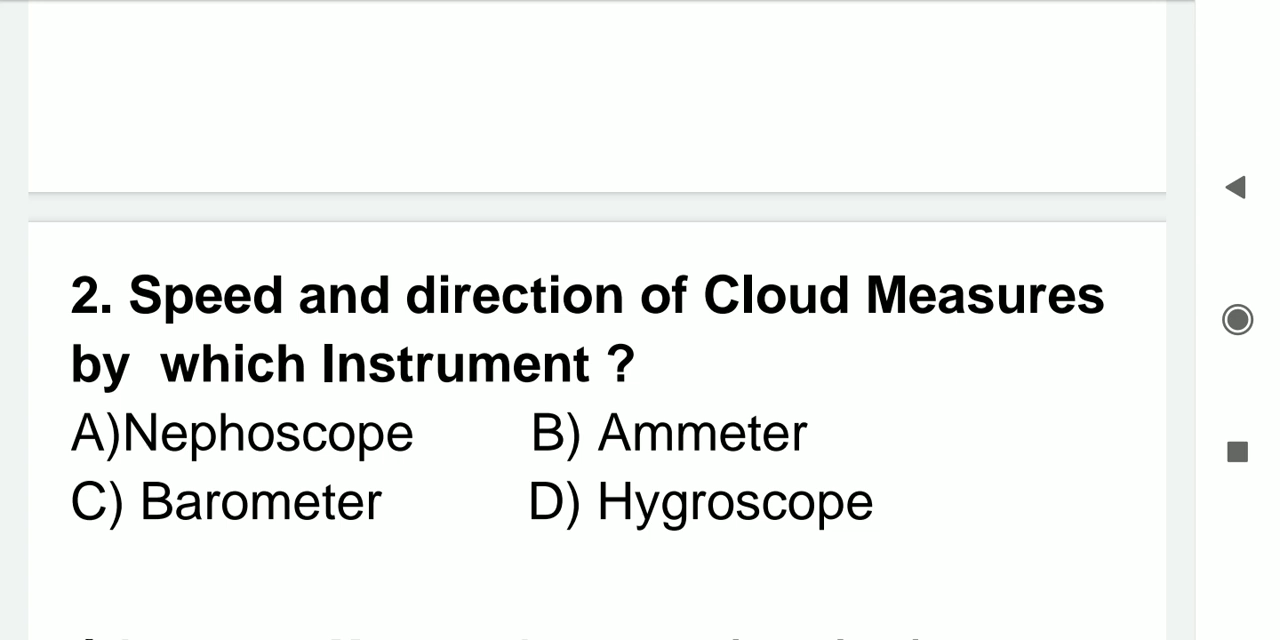 2. Speed and direction of Cloud Measures
by  which Instrument ?
A)Nephoscope B) Ammeter
C) Barometer D) Hygroscope